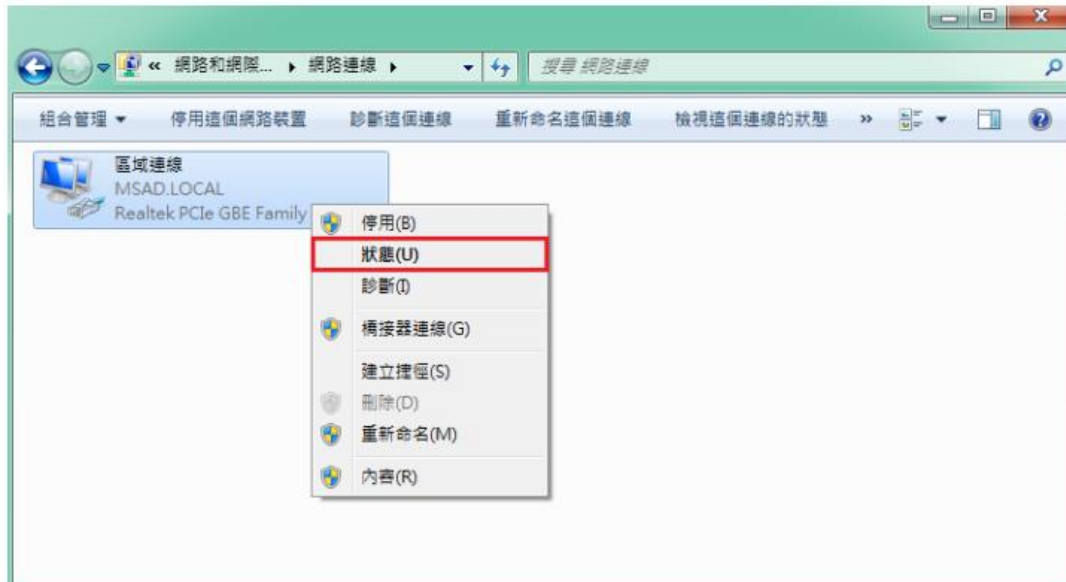 « 網路和網際... ▸ 網路連線 ▸ 搜尋 網路連線
組合管理 ▼ 停用這個網路裝置 診斷這個連線 重新命名這個連線 檢視這個連線的狀態 »
區域連線
MSAD.LOCAL
Realtek PCIe GBE Family
停用(B)
狀態(U)
診斷(I)
橋接器連線(G)
建立捷徑(S)
刪除(D)
重新命名(M)
內容(R)